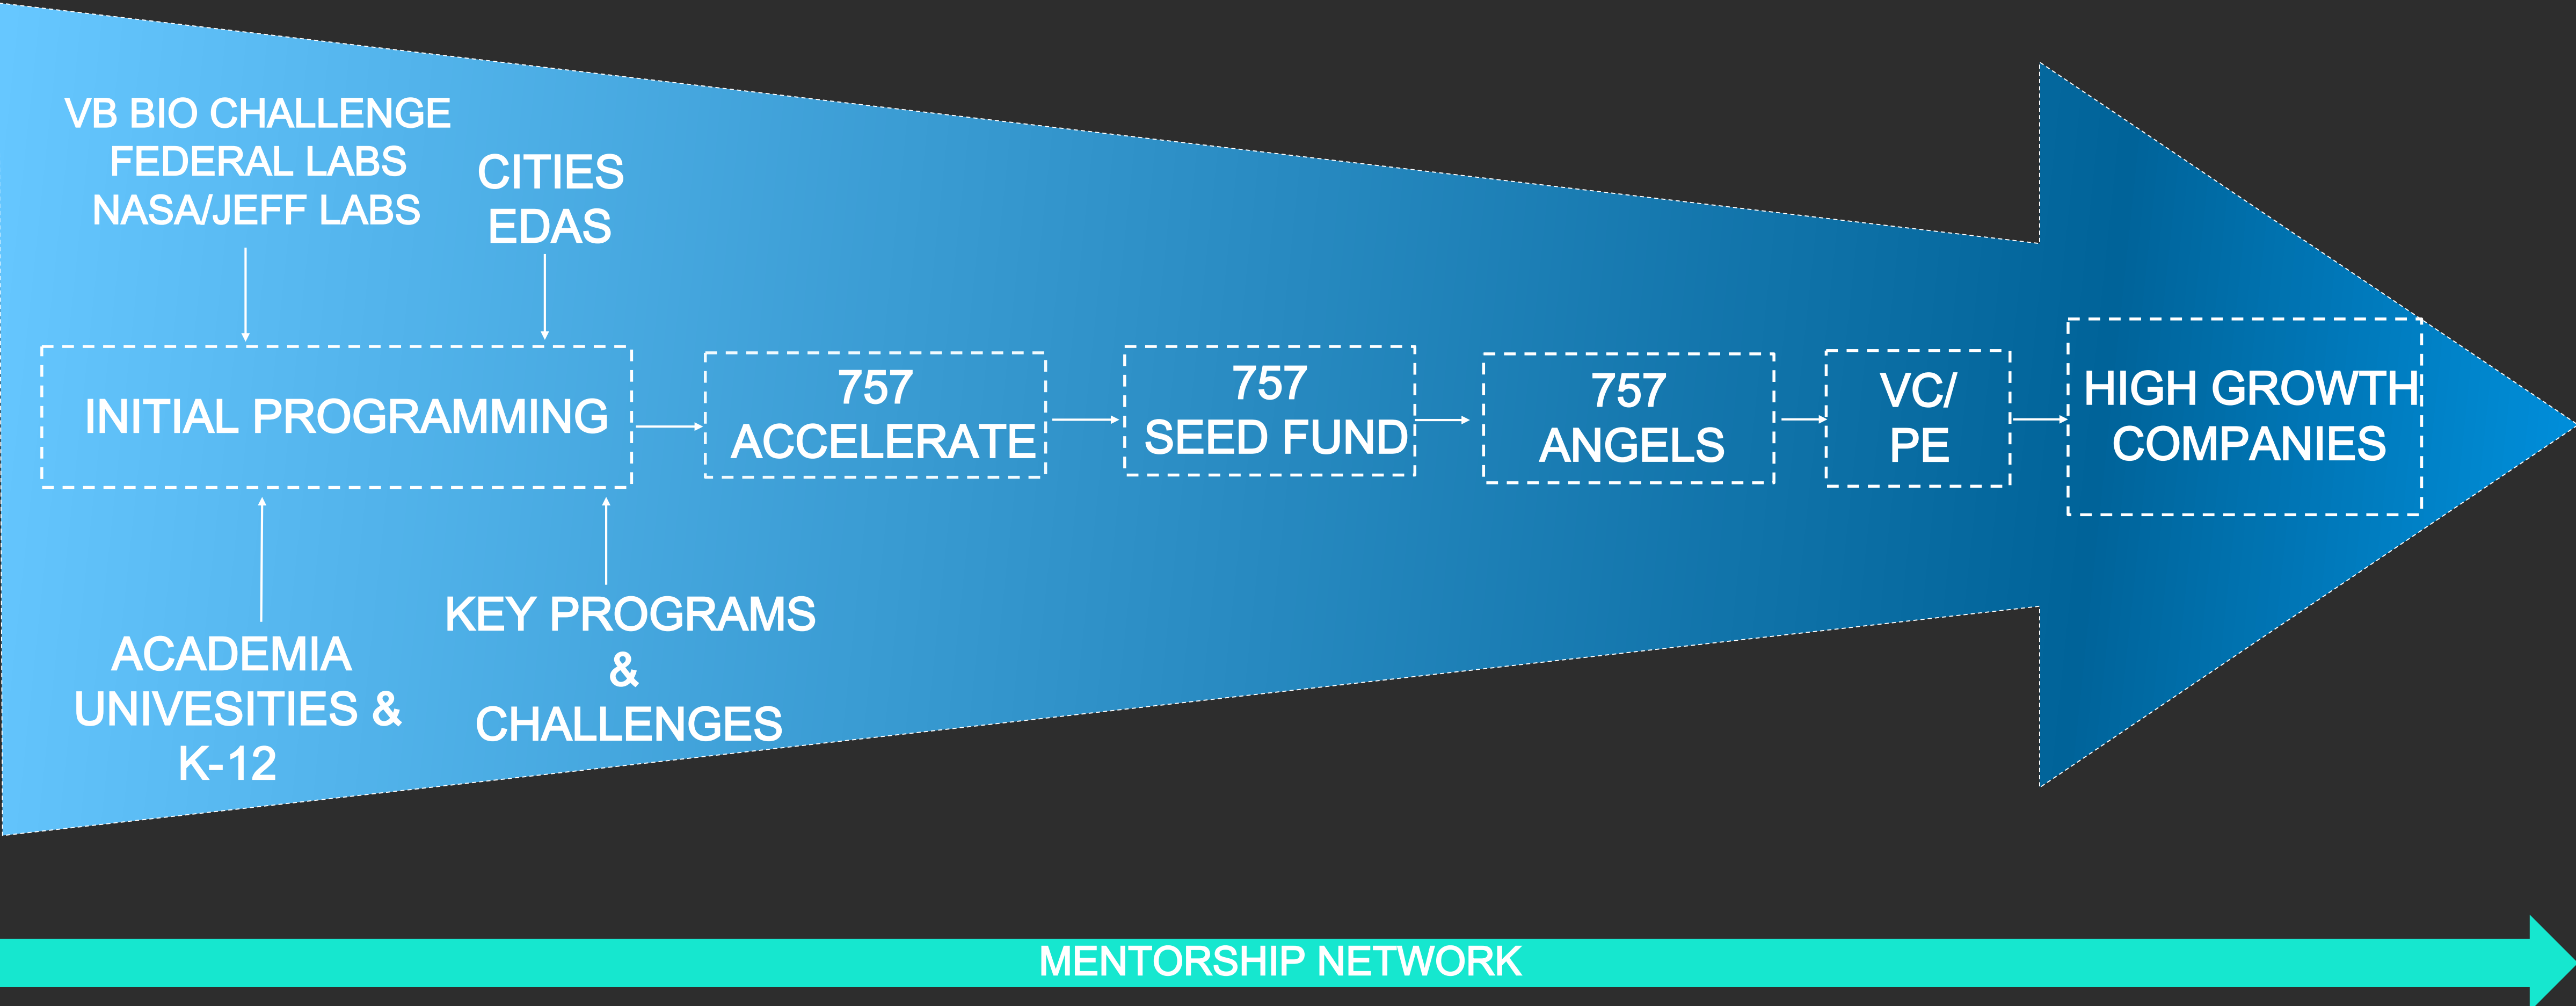 VB BIO CHALLENGE
FEDERAL LABS
NASA/JEFF LABS
CITIES
EDAS
INITIAL PROGRAMMING
757
ACCELERATE
757
SEED FUND
757
ANGELS
VC/
PE
HIGH GROWTH
COMPANIES
ACADEMIA
UNIVESITIES &
K-12
KEY PROGRAMS
&
CHALLENGES
MENTORSHIP NETWORK